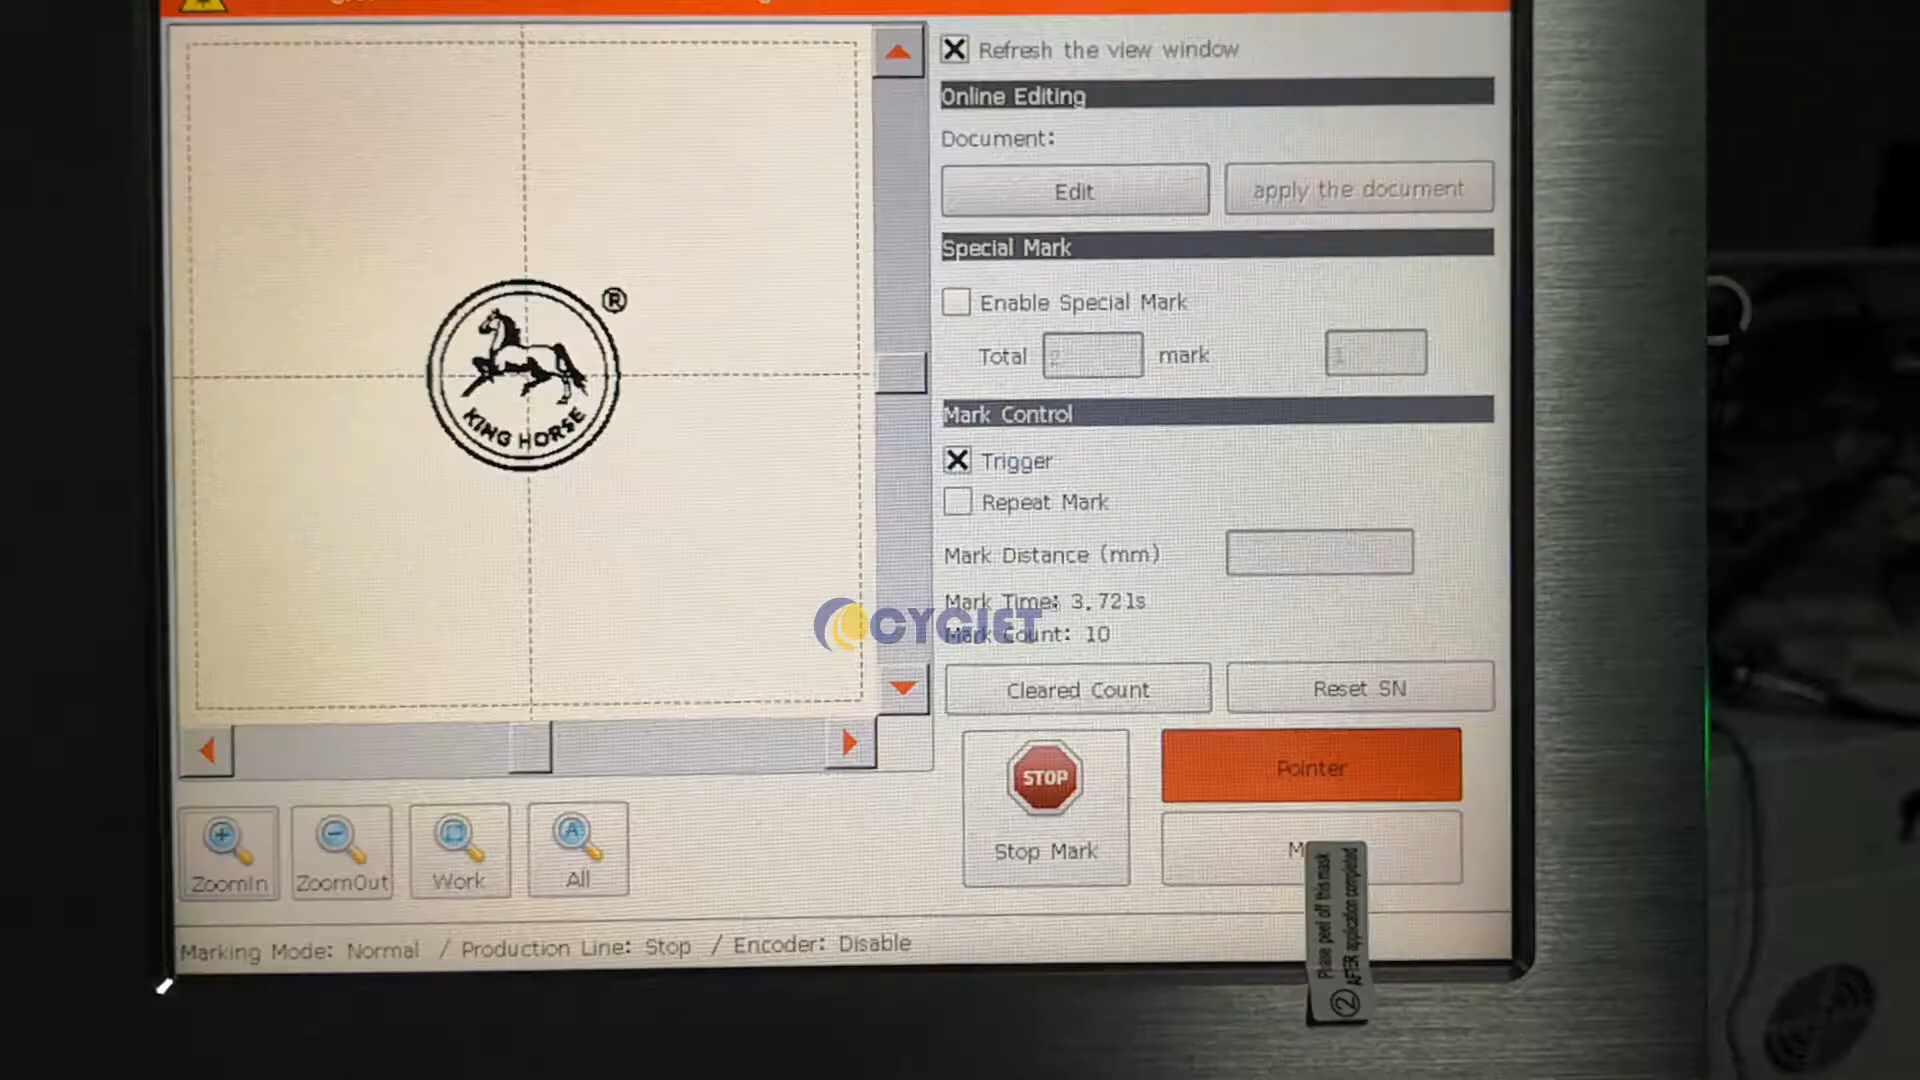 Refresh the view window
Online Editing
Document:
Edit
apply the document
Special Mark
Enable Special Mark
Total 2 mark 1
Mark Control
Trigger
Repeat Mark
Mark Distance (mm)
Mark Time: 3,721s
Mark Count: 10
CYCJET
Cleared Count
Reset SN
STOP
Stop Mark
Pointer
®
KING HORSE
ZoomIn
ZoomOut
Work
A
All
Marking Mode: Normal / Production Line: Stop / Encoder: Disable
Please peel off this mask
② AFTER application completed